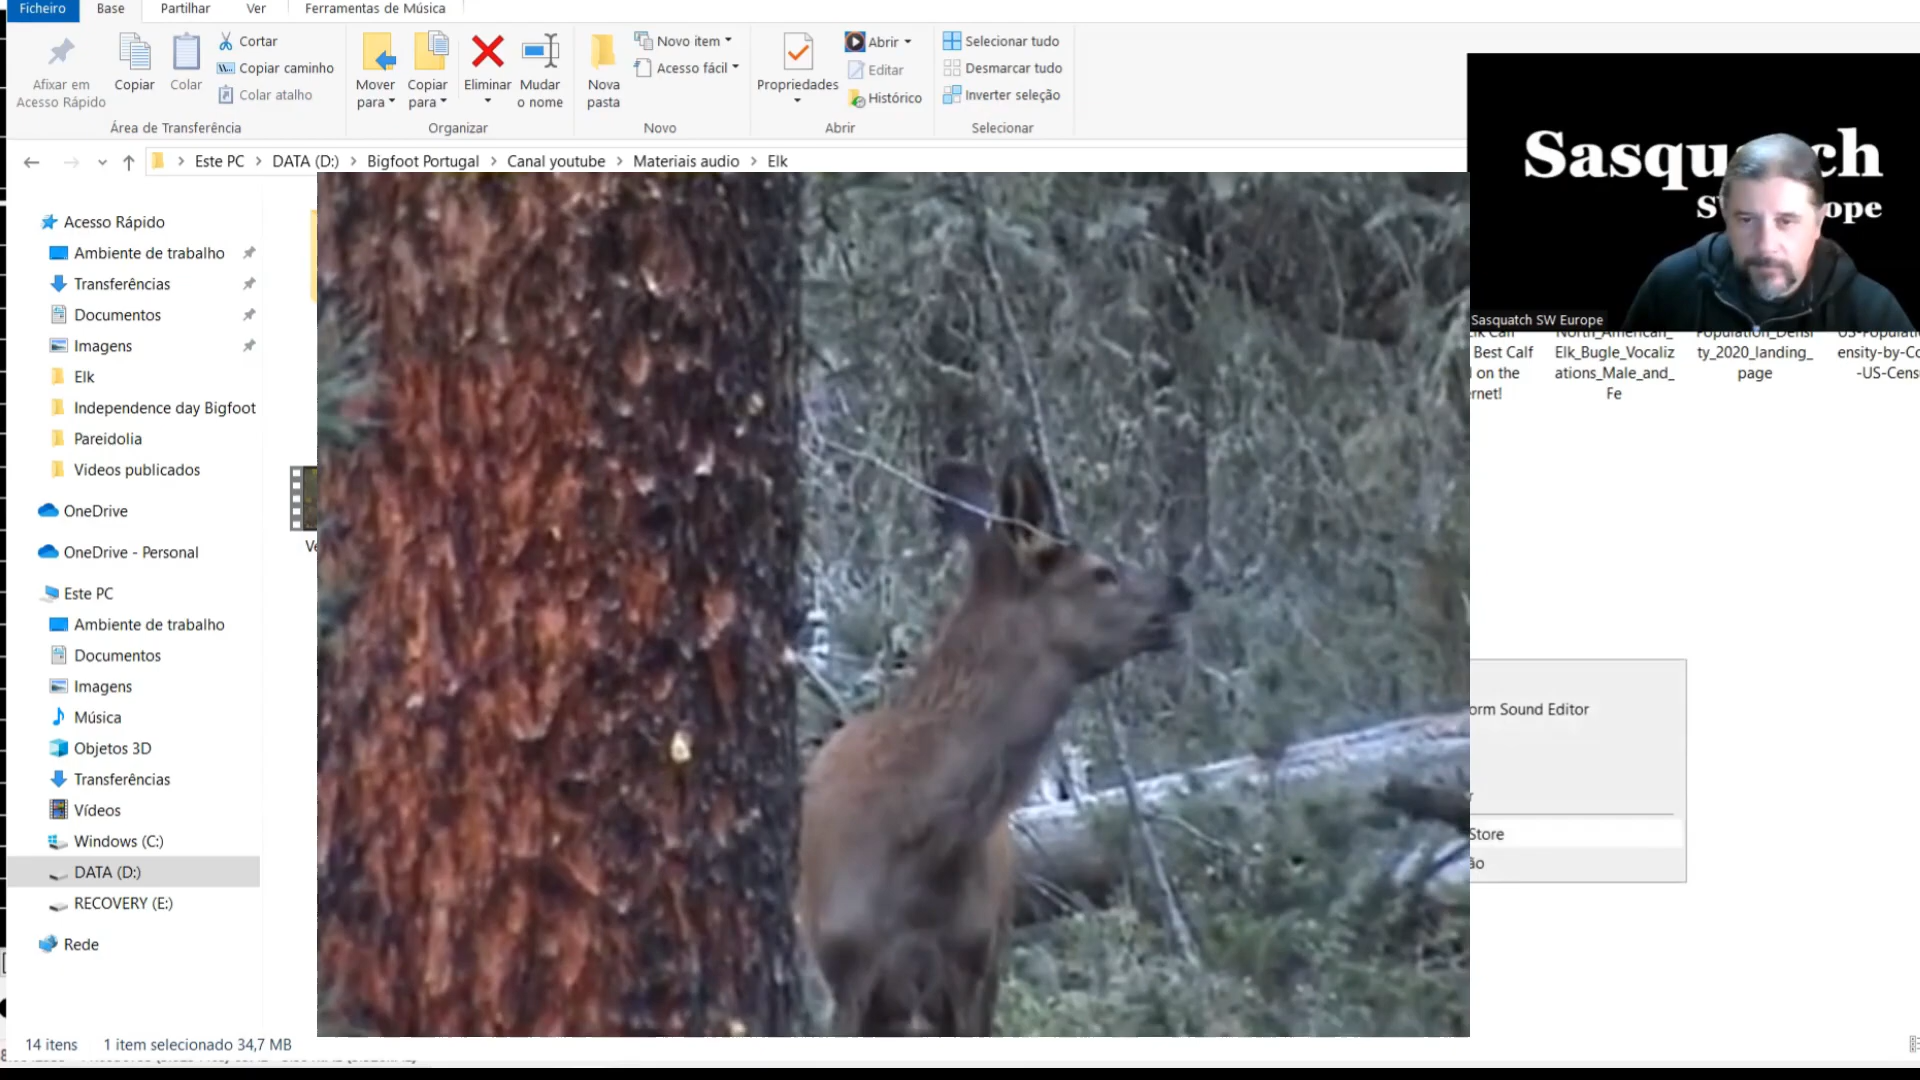 Ficheiro
Base
Partilhar
Ver
Ferramentas de Música
Afixar em
Acesso Rápido
Copiar
Colar
Cortar
Copiar caminho
Colar atalho
Área de Transferência
Mover
para
Copiar
para
Eliminar
Mudar
o nome
Organizar
Nova
pasta
Novo item
Acesso fácil
Novo
Propriedades
Abrir
Editar
Histórico
Abrir
Selecionar tudo
Desmarcar tudo
Inverter seleção
Selecionar
Este PC > DATA (D:) > Bigfoot Portugal > Canal youtube > Materiais audio > Elk
Acesso Rápido
Ambiente de trabalho
Transferências
Documentos
Imagens
Elk
Independence day Bigfoot
Pareidolia
Videos publicados
OneDrive
OneDrive - Personal
Este PC
Ambiente de trabalho
Documentos
Imagens
Música
Objetos 3D
Transferências
Vídeos
Windows (C:)
DATA (D:)
RECOVERY (E:)
Rede
14 itens
1 item selecionado 34,7 MB
Sasquatch SW Europe
Best Calf
on the
North_American_
Elk_Bugle_Vocaliz
ations_Male_and_
Fe
Population_Densi
ty_2020_landing_
page
ensity-by-Co
-US-Cens
Sound Editor
Store